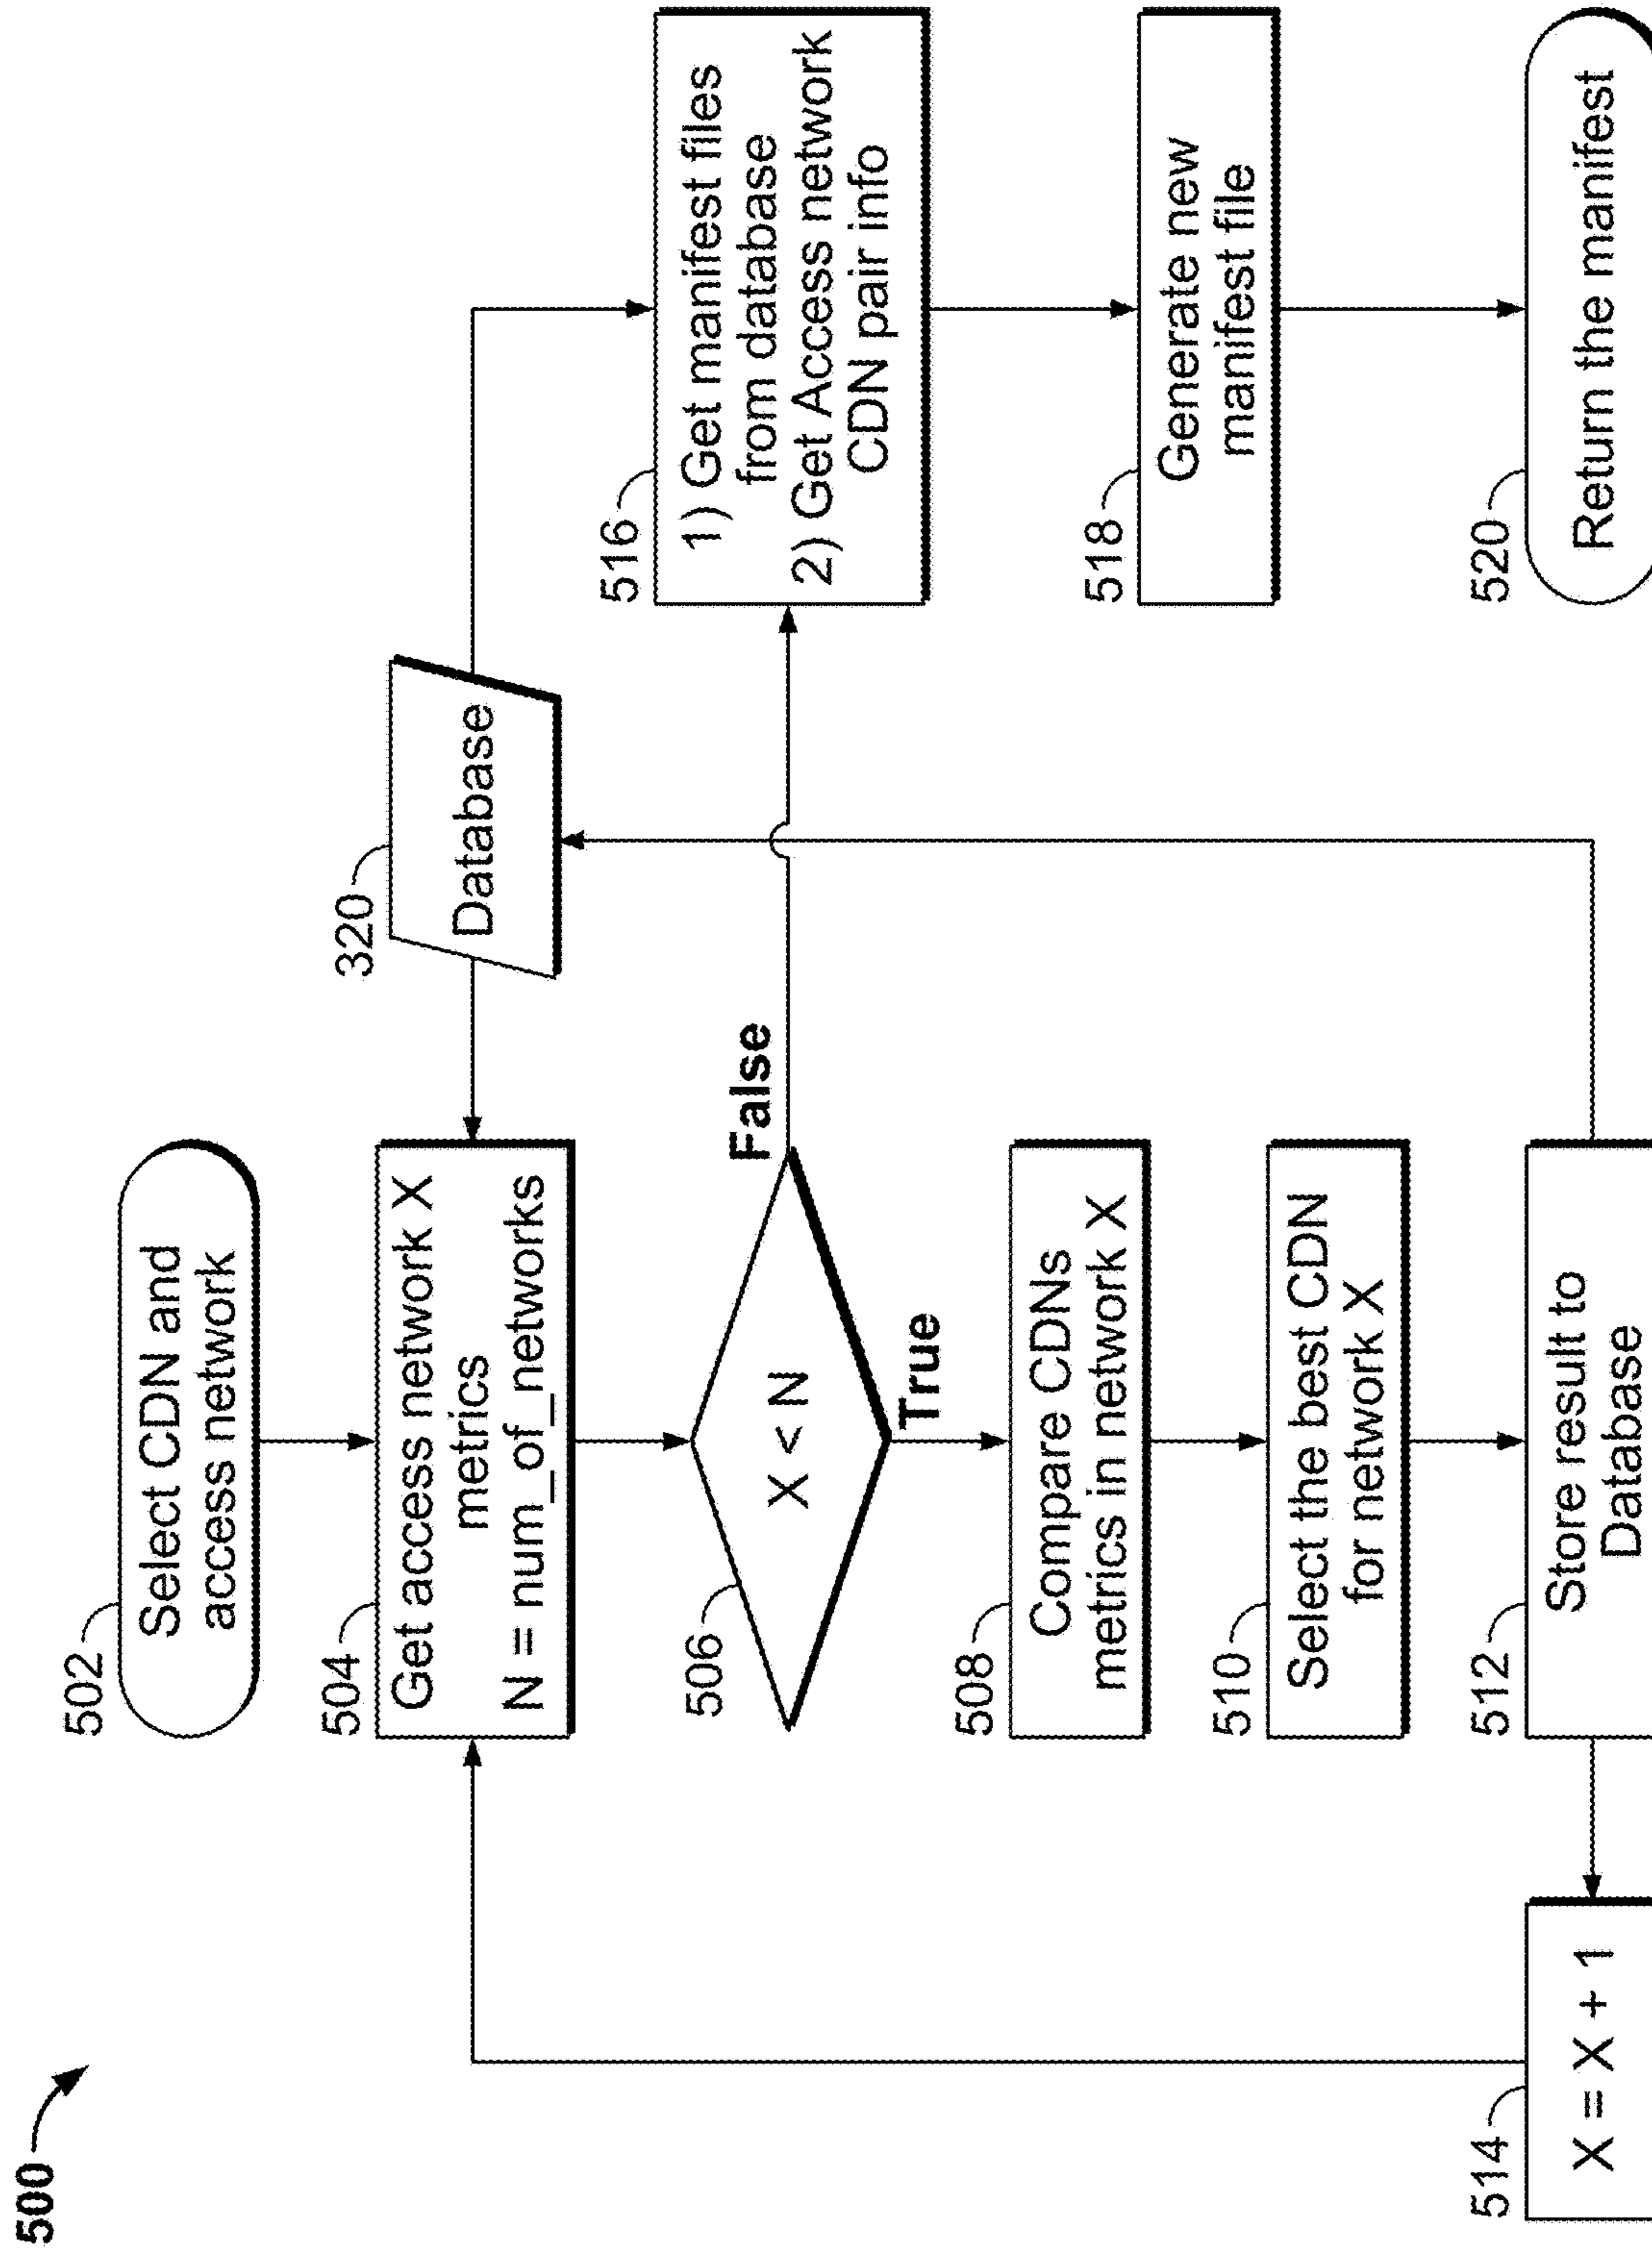 500
502
Select CDN and
access network
504
Get access network X
metrics
N = num_of_networks
320
Database
506
X < N
False
True
508
Compare CDNs
metrics in network X
510
Select the best CDN
for network X
512
Store result to
Database
514
X = X + 1
516
1) Get manifest files
from database
2) Get Access network
CDN pair info
518
Generate new
manifest file
520
Return the manifest